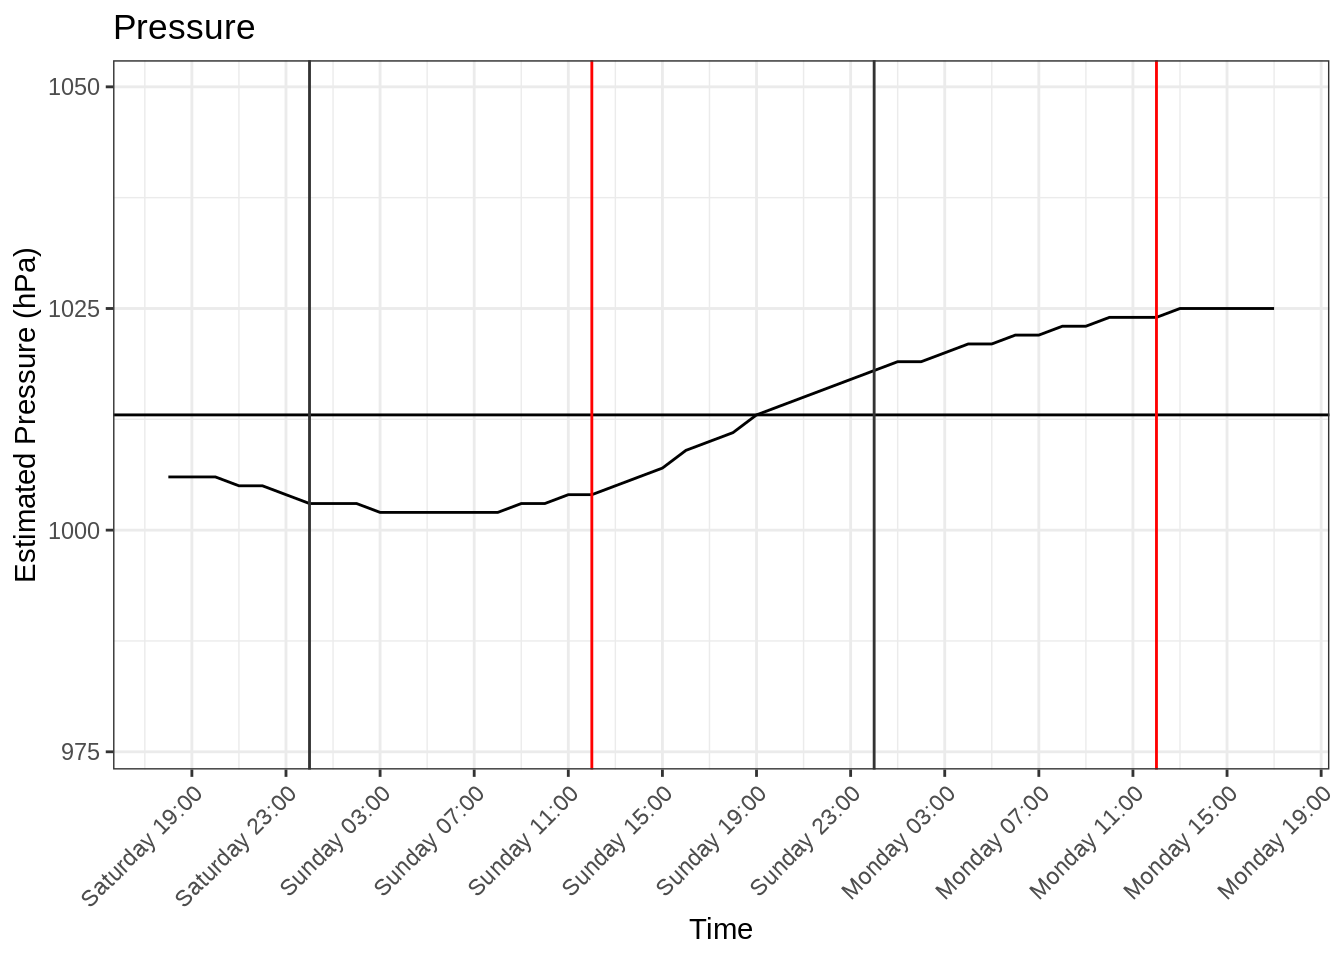 Pressure
Estimated Pressure (hPa)
1050
1025
1000
975
Saturday 19:00
Saturday 23:00
Sunday 03:00
Sunday 07:00
Sunday 11:00
Sunday 15:00
Sunday 19:00
Sunday 23:00
Monday 03:00
Monday 07:00
Monday 11:00
Monday 15:00
Monday 19:00
Time